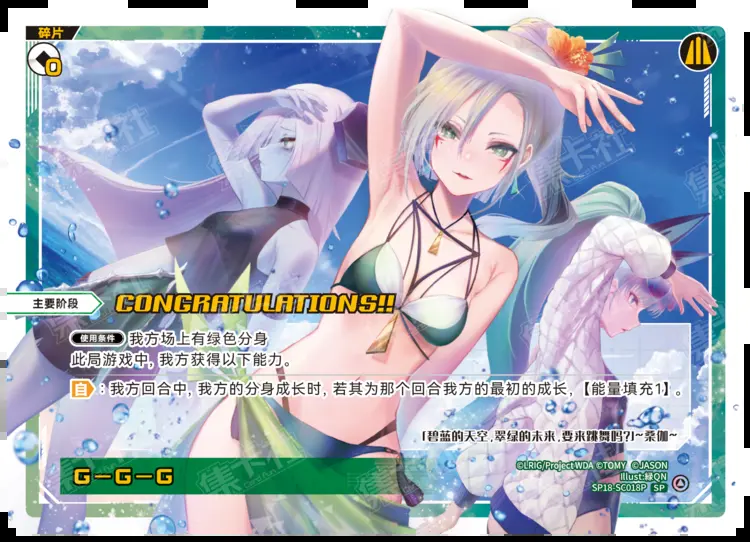 碎片
0
主要阶段
CONGRATULATIONS!!
使用条件 我方场上有绿色分身
此局游戏中,我方获得以下能力。
自:我方回合中,我方的分身成长时,若其为那个回合我方的最初的成长,【能量填充1】。
「碧蓝的天空,翠绿的未来,要来跳舞吗?」~桑伽~
G-G-G
©LRIG/Project WDA ©TOMY ©JASON
Illust:緑QN
SP18-SC018P SP
集卡社